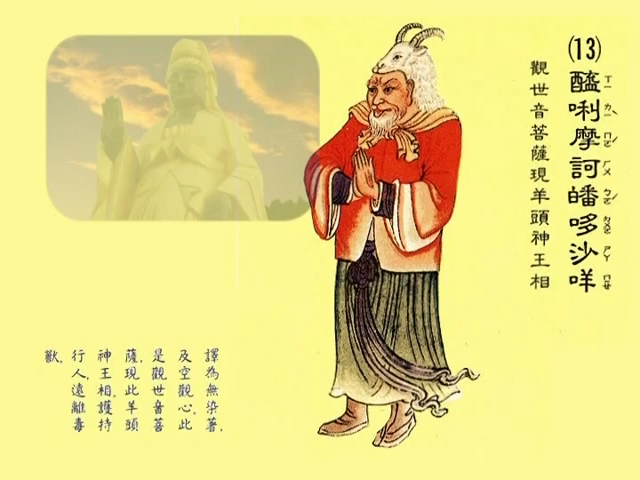 (13) 醯唎摩訶皤哆沙咩
觀世音菩薩現羊頭神王相
譯為無染著,
及空觀心,此
是觀世音菩
薩,現此羊頭
神王相,護持
行人,遠離毒
獸,